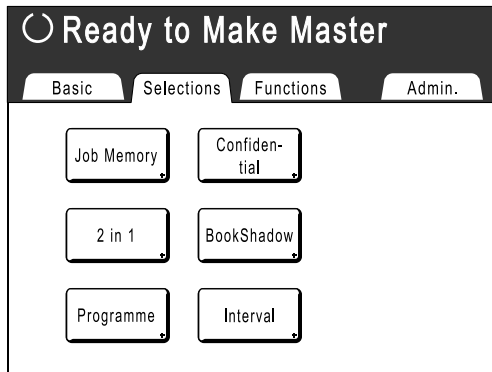 Ready to Make Master
Basic Selections Functions Admin.
Job Memory Confiden-
tial
2 in 1 BookShadow
Programme Interval